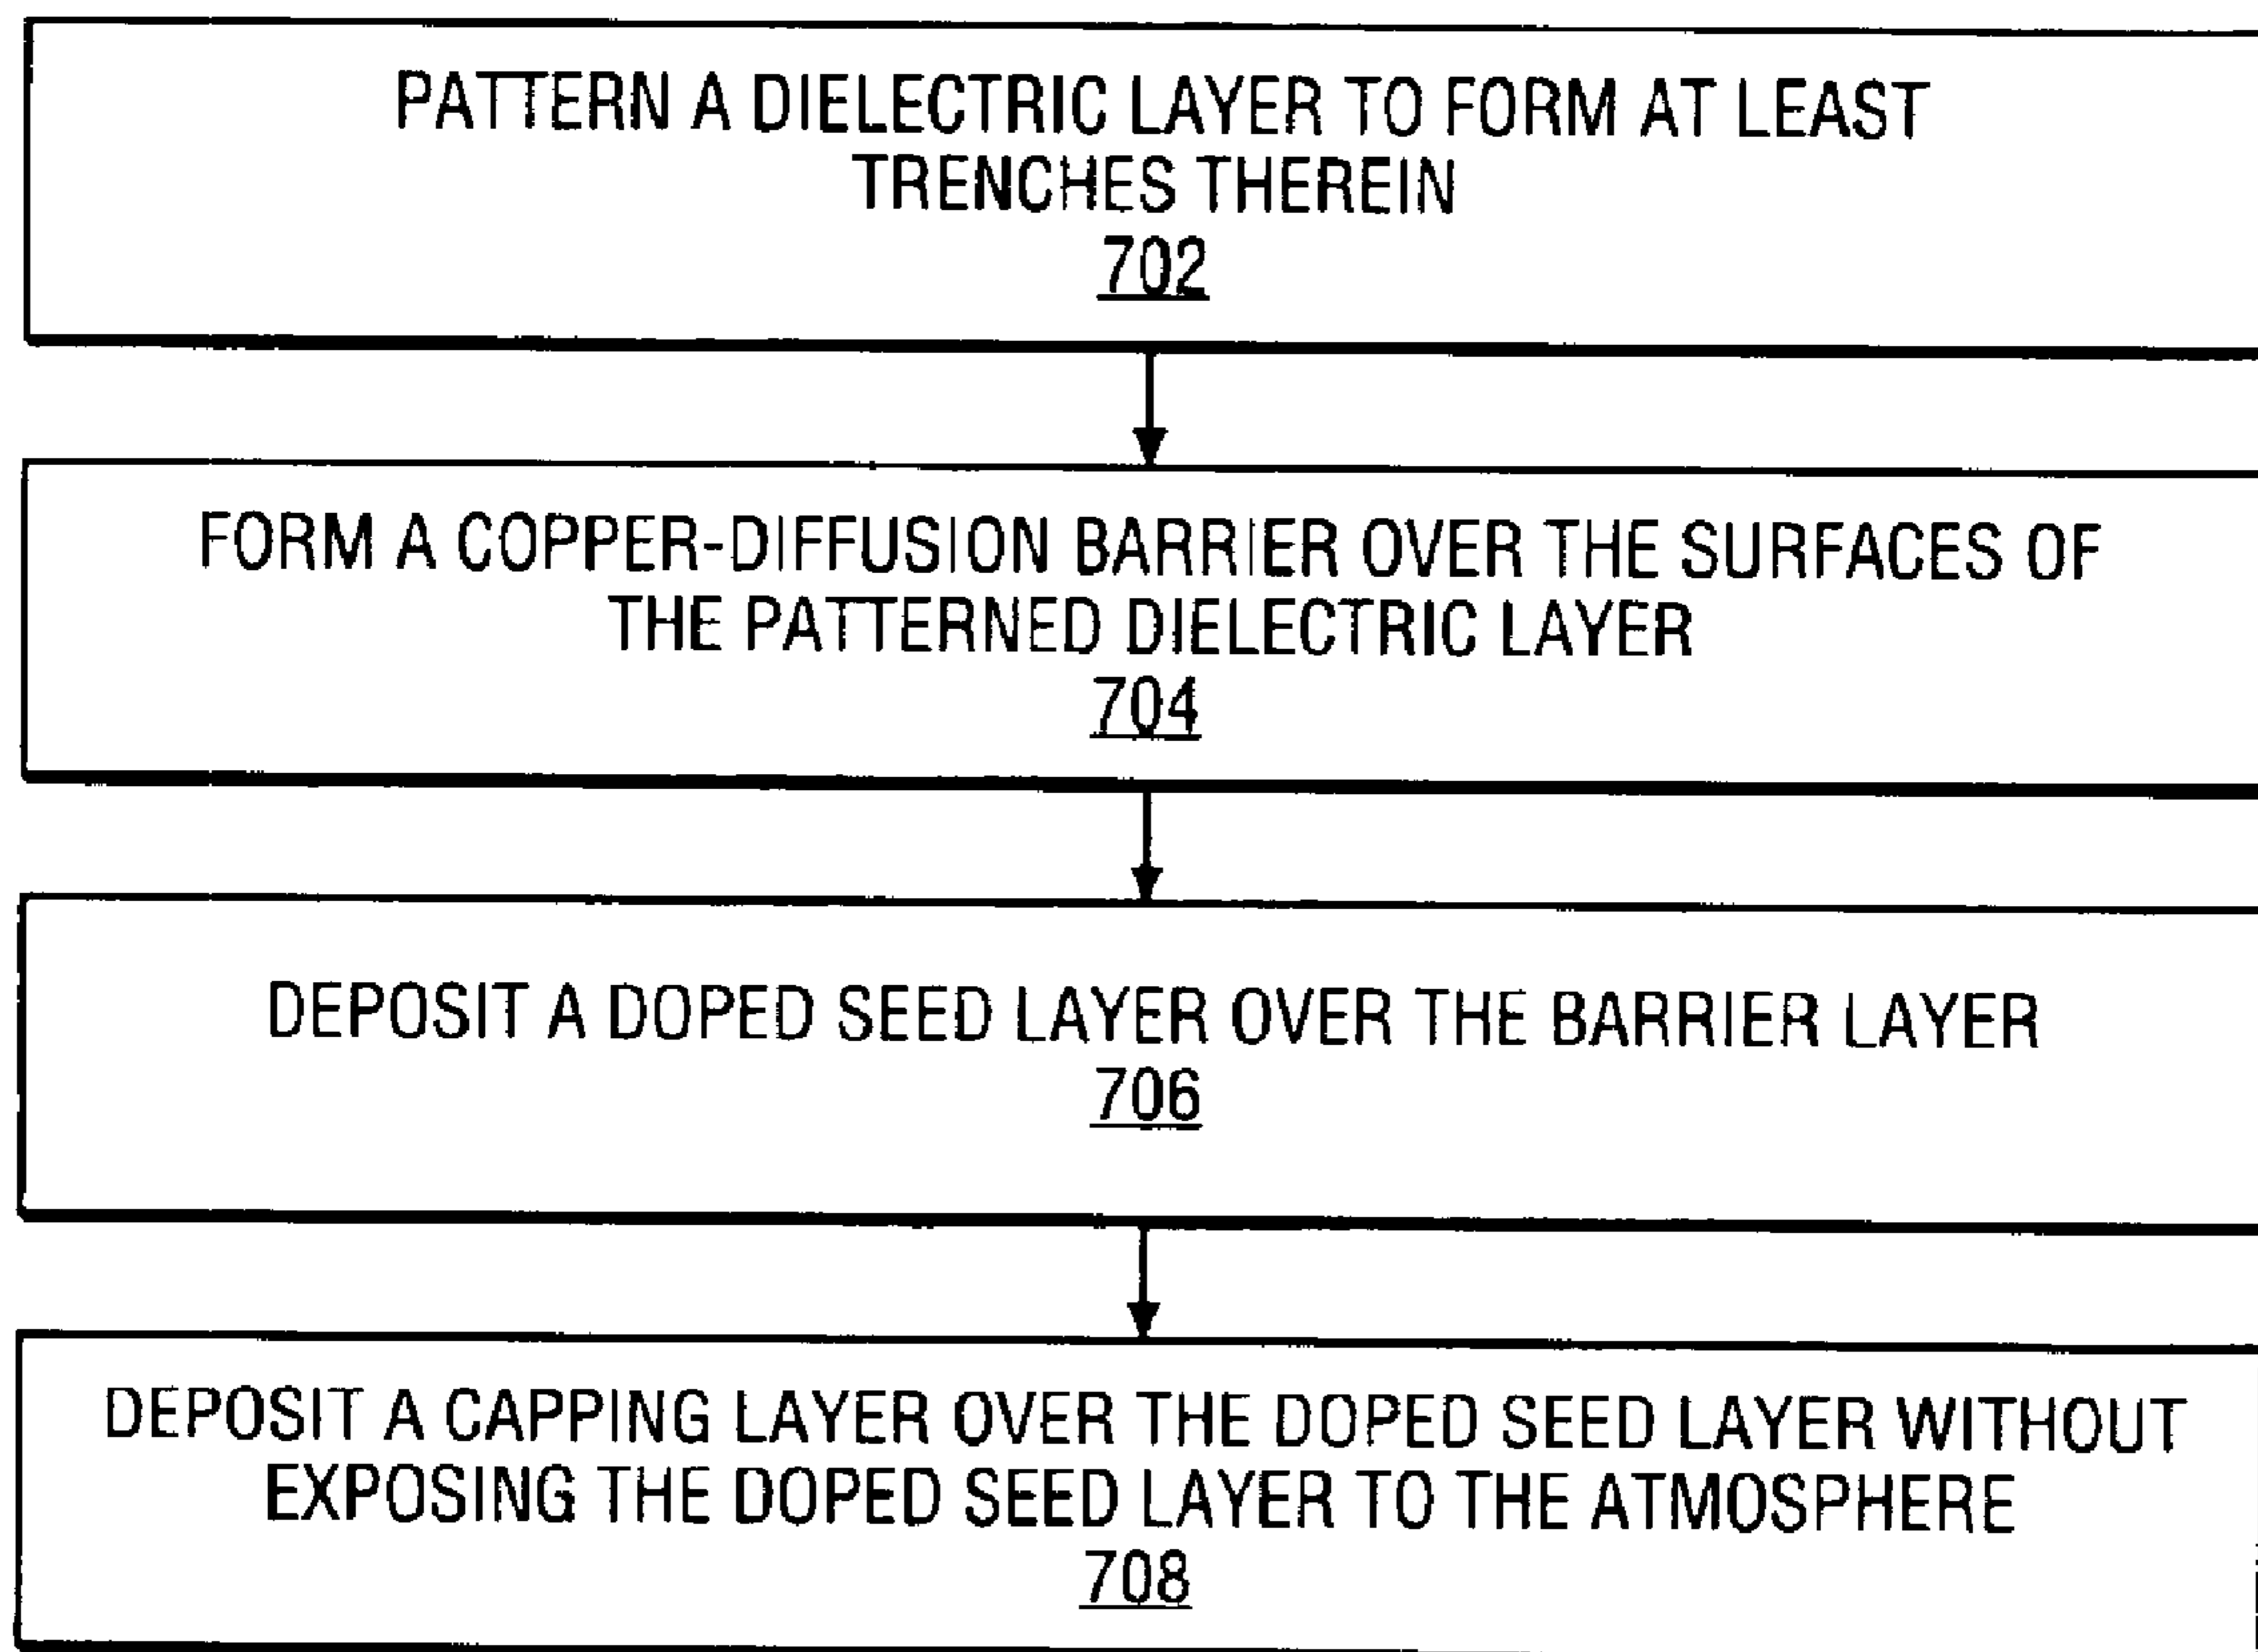 PATTERN A DIELECTRIC LAYER TO FORM AT LEAST
TRENCHES THEREIN
702
FORM A COPPER-DIFFUSION BARRIER OVER THE SURFACES OF
THE PATTERNED DIELECTRIC LAYER
704
DEPOSIT A DOPED SEED LAYER OVER THE BARRIER LAYER
706
DEPOSIT A CAPPING LAYER OVER THE DOPED SEED LAYER WITHOUT
EXPOSING THE DOPED SEED LAYER TO THE ATMOSPHERE
708